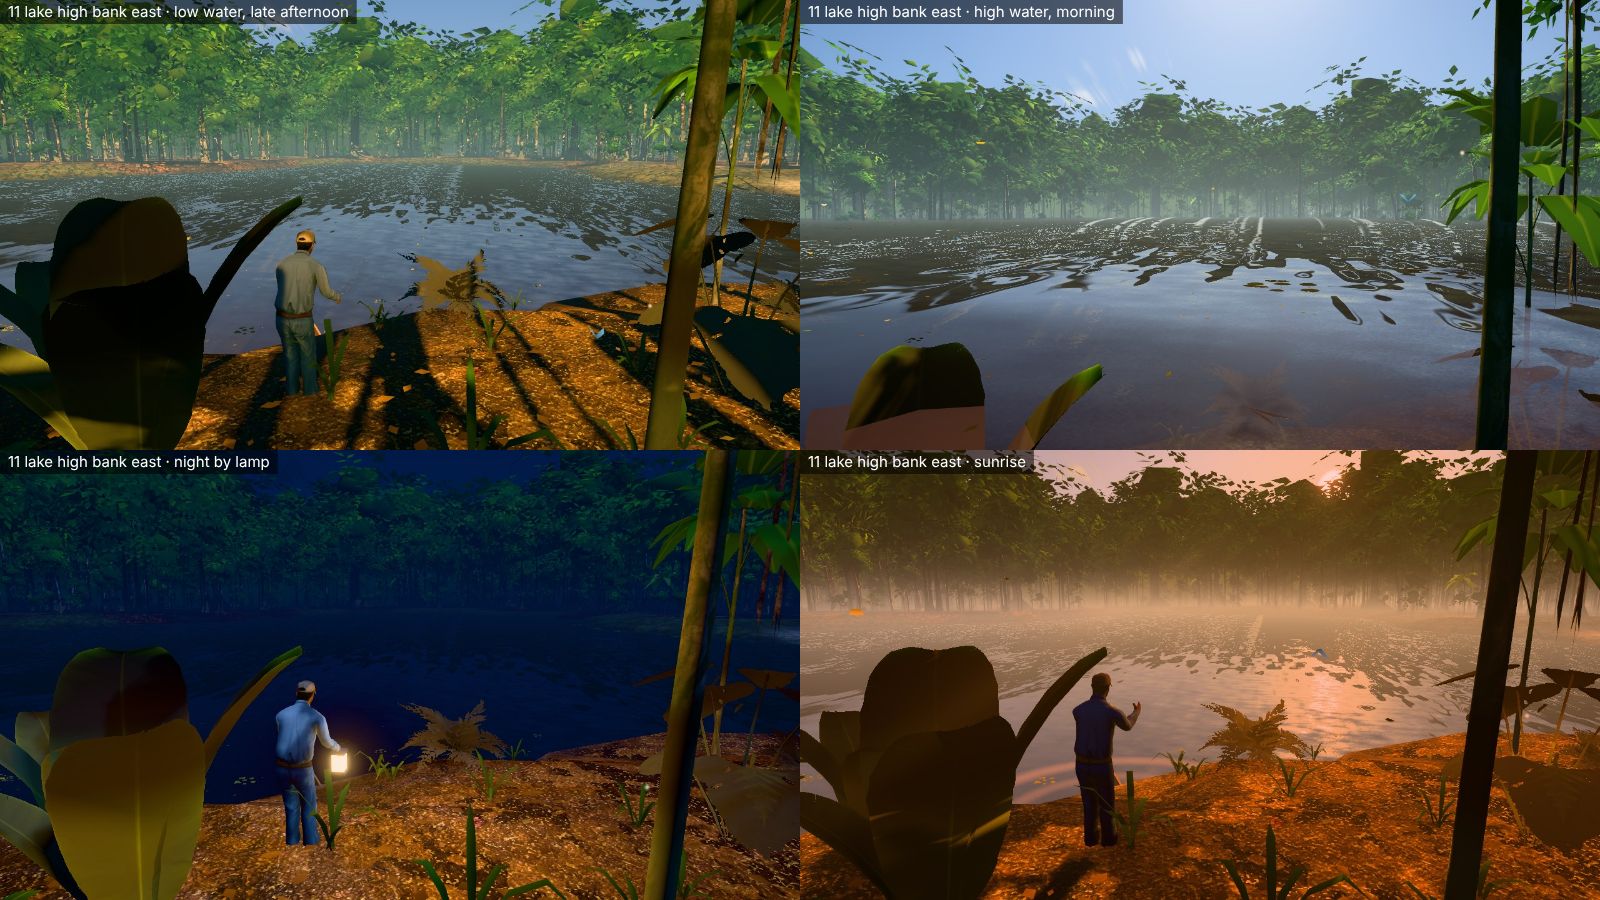 11 lake high bank east · low water, late afternoon
11 lake high bank east · high water, morning
11 lake high bank east · night by lamp
11 lake high bank east · sunrise